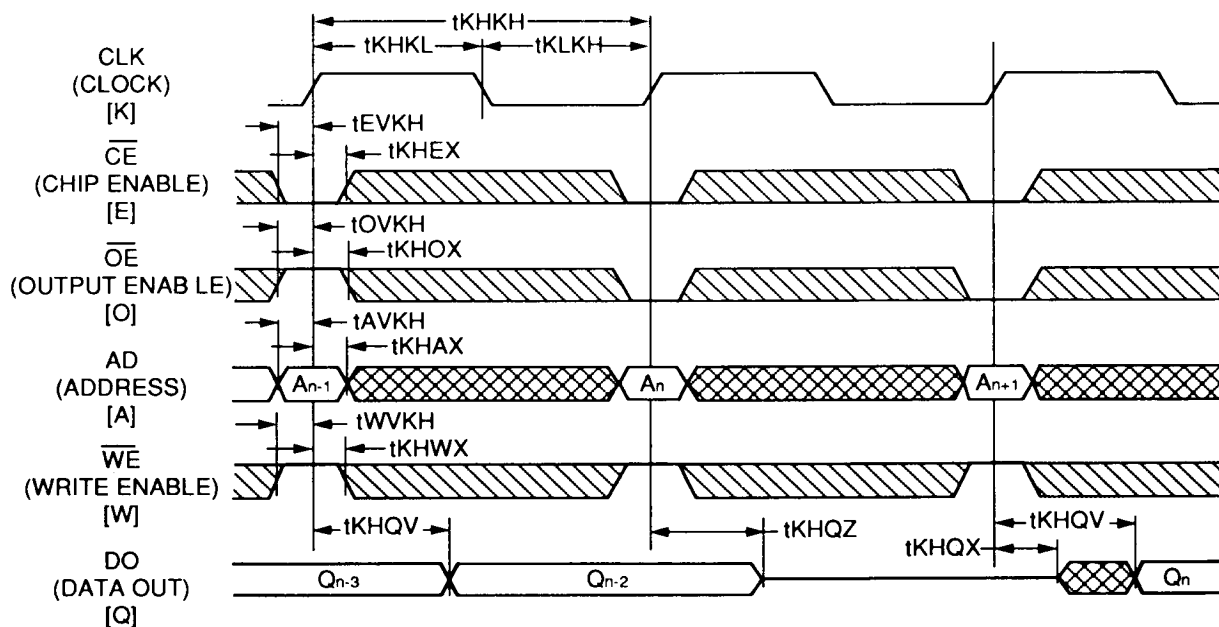 tKHKH
tKHKL
tKLKH
CLK
(CLOCK)
[K]
tEVKH
tKHEX
CE
(CHIP ENABLE)
[E]
tOVKH
tKHOX
OE
(OUTPUT ENAB LE)
[O]
tAVKH
tKHAX
AD
(ADDRESS)
[A]
An-1
An
An+1
tWVKH
tKHWX
WE
(WRITE ENABLE)
[W]
tKHQV
tKHQZ
tKHQV
tKHQX
DO
(DATA OUT)
[Q]
Qn-3
Qn-2
Qn